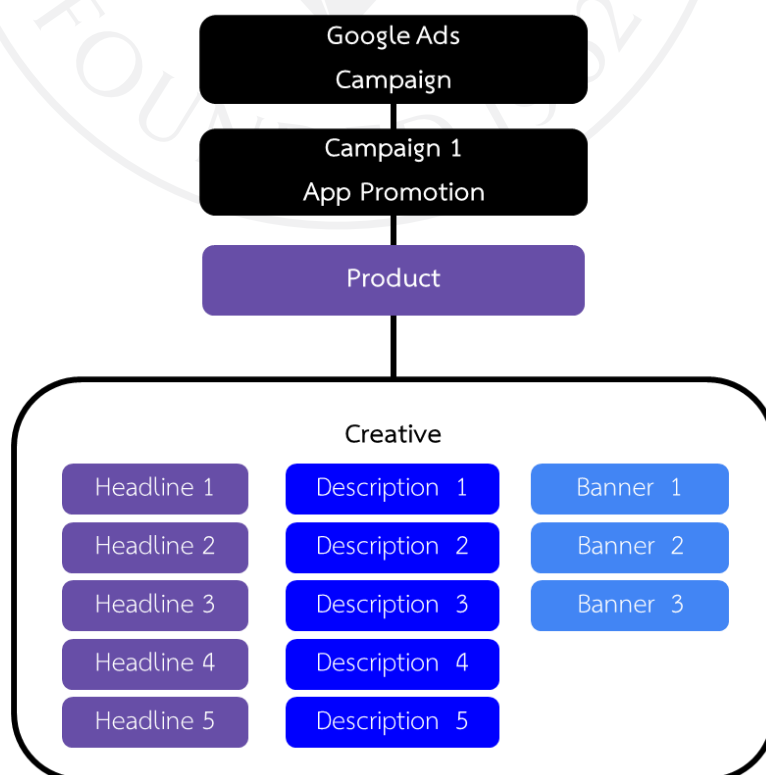 Google Ads
Campaign
Campaign 1
App Promotion
Product
Creative
Headline 1
Description 1
Banner 1
Headline 2
Description 2
Banner 2
Headline 3
Description 3
Banner 3
Headline 4
Description 4
Headline 5
Description 5